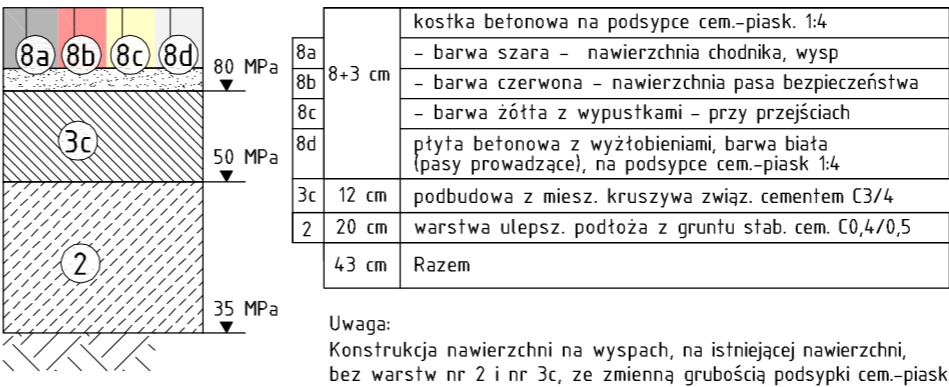 8a 8b 8c 8d
80 MPa
3c
50 MPa
2
35 MPa
kostka betonowa na podsypce cem.-piask. 1:4
8a
8+3 cm
- barwa szara - nawierzchnia chodnika, wysp
8b
- barwa czerwona - nawierzchnia pasa bezpieczeństwa
8c
- barwa żółta z wypustkami - przy przejściach
8d
płyta betonowa z wyżłobieniami, barwa biała
(pasy prowadzące), na podsypce cem.-piask 1:4
3c 12 cm podbudowa z miesz. kruszywa związ. cementem C3/4
2 20 cm warstwa ulepsz. podłoża z gruntu stab. cem. C0,4/0,5
43 cm Razem
Uwaga:
Konstrukcja nawierzchni na wyspach, na istniejącej nawierzchni,
bez warstw nr 2 i nr 3c, ze zmienną grubością podsypki cem.-piask